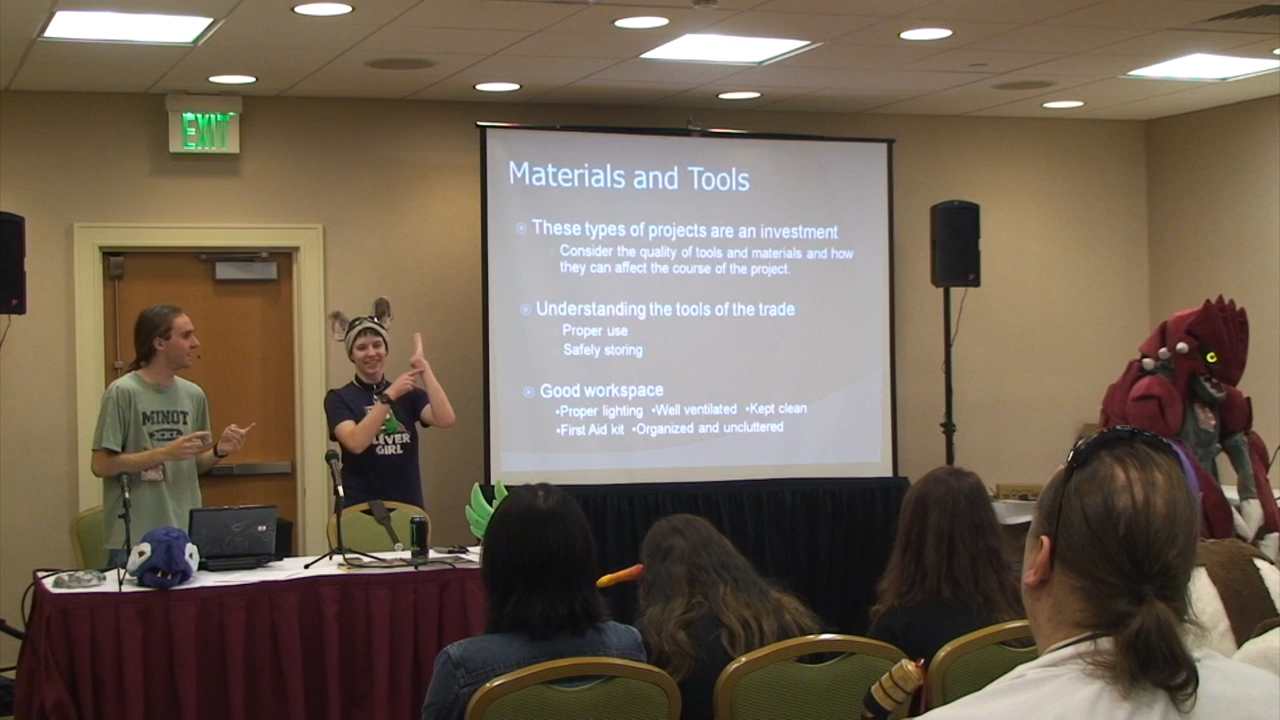 EXIT
Materials and Tools
These types of projects are an investment
Consider the quality of tools and materials and how
they can affect the course of the project.
Understanding the tools of the trade
Proper use
Safely storing
Good workspace
•Proper lighting •Well ventilated •Kept clean
•First Aid kit •Organized and uncluttered
MINOT
XXL
CLEVER
GIRL